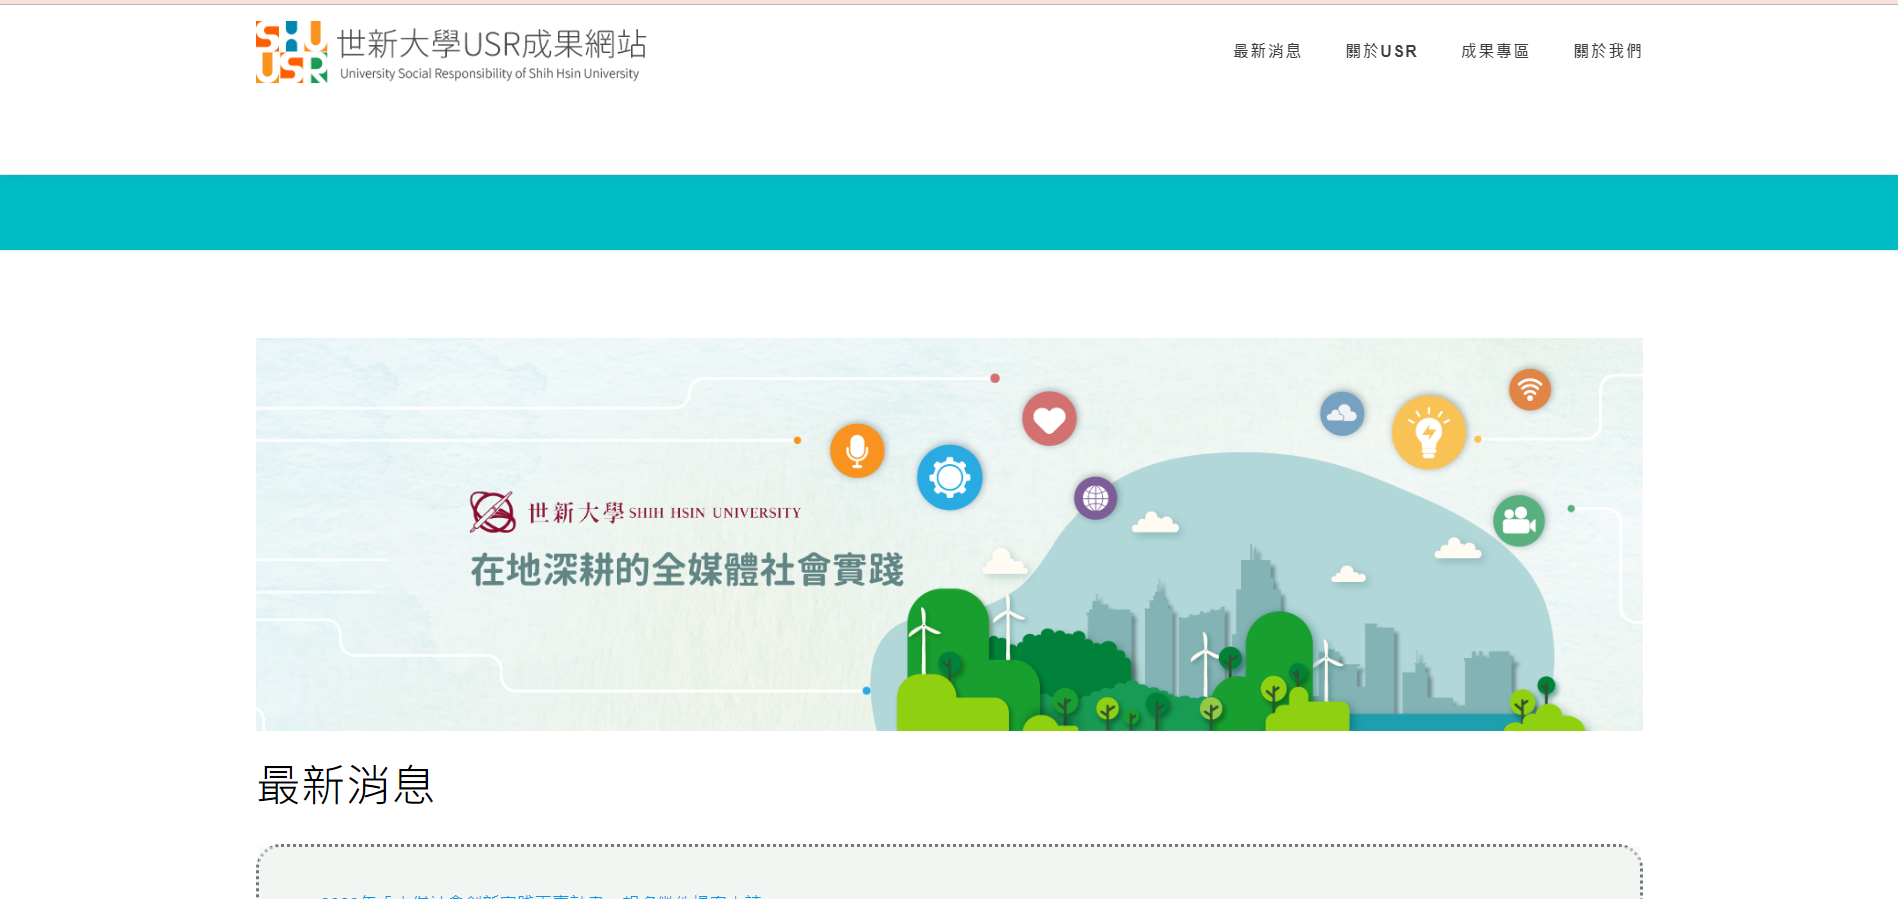 世新大學USR成果網站
University Social Responsibility of Shih Hsin University
最新消息
關於USR
成果專區
關於我們
世新大學 SHIH HSIN UNIVERSITY
在地深耕的全媒體社會實踐
最新消息